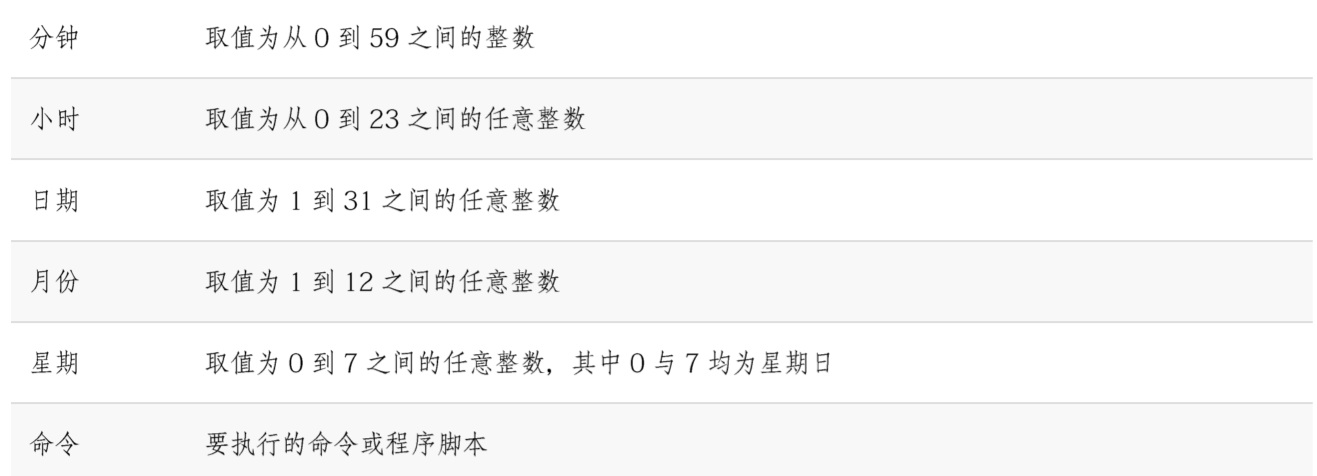 分钟 取值为从 0 到 59 之间的整数
小时 取值为从 0 到 23 之间的任意整数
日期 取值为 1 到 31 之间的任意整数
月份 取值为 1 到 12 之间的任意整数
星期 取值为 0 到 7 之间的任意整数，其中 0 与 7 均为星期日
命令 要执行的命令或程序脚本